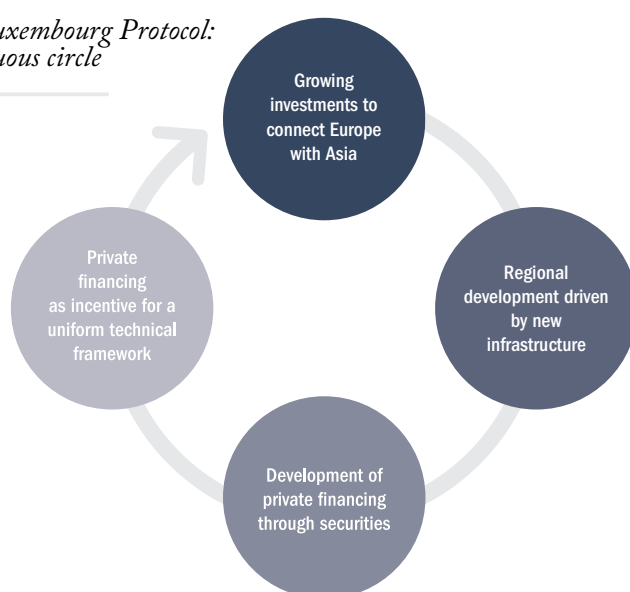 uxembourg Protocol:
uous circle
Growing
investments to
connect Europe
with Asia
Regional
development driven
by new
infrastructure
Development of
private financing
through securities
Private
financing
as incentive for a
uniform technical
framework